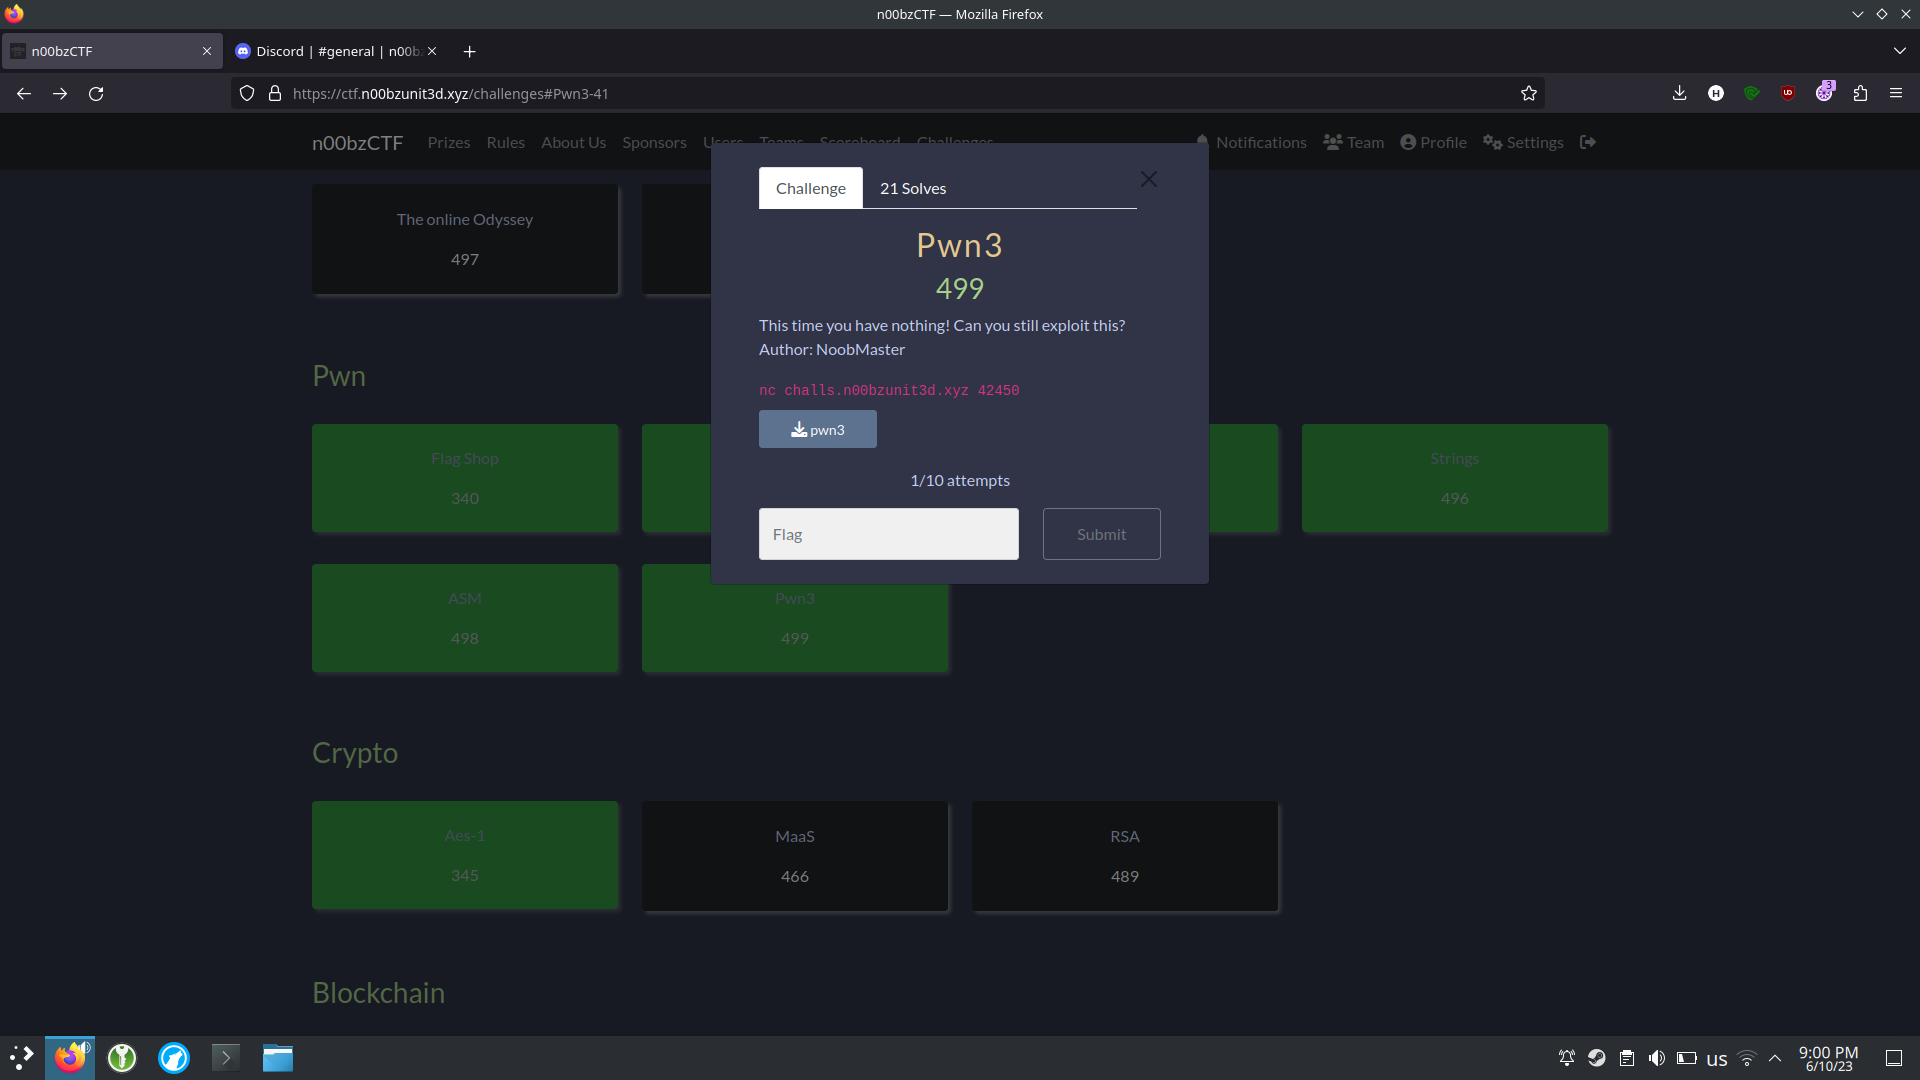 n00bzCTF — Mozilla Firefox
n00bzCTF
Discord | #general | n00bz
https://ctf.n00bzunit3d.xyz/challenges#Pwn3-41
3
n00bzCTF Prizes Rules About Us Sponsors Users Teams Scoreboard Challenges Notifications Team Profile Settings
Challenge 21 Solves
The online Odyssey
497
Pwn3
499
This time you have nothing! Can you still exploit this?
Author: NoobMaster
nc challs.n00bzunit3d.xyz 42450
pwn3
1/10 attempts
Flag
Submit
Pwn
Flag Shop
340
Strings
496
ASM
498
Pwn3
499
Crypto
Aes-1
345
MaaS
466
RSA
489
Blockchain
us
9:00 PM
6/10/23